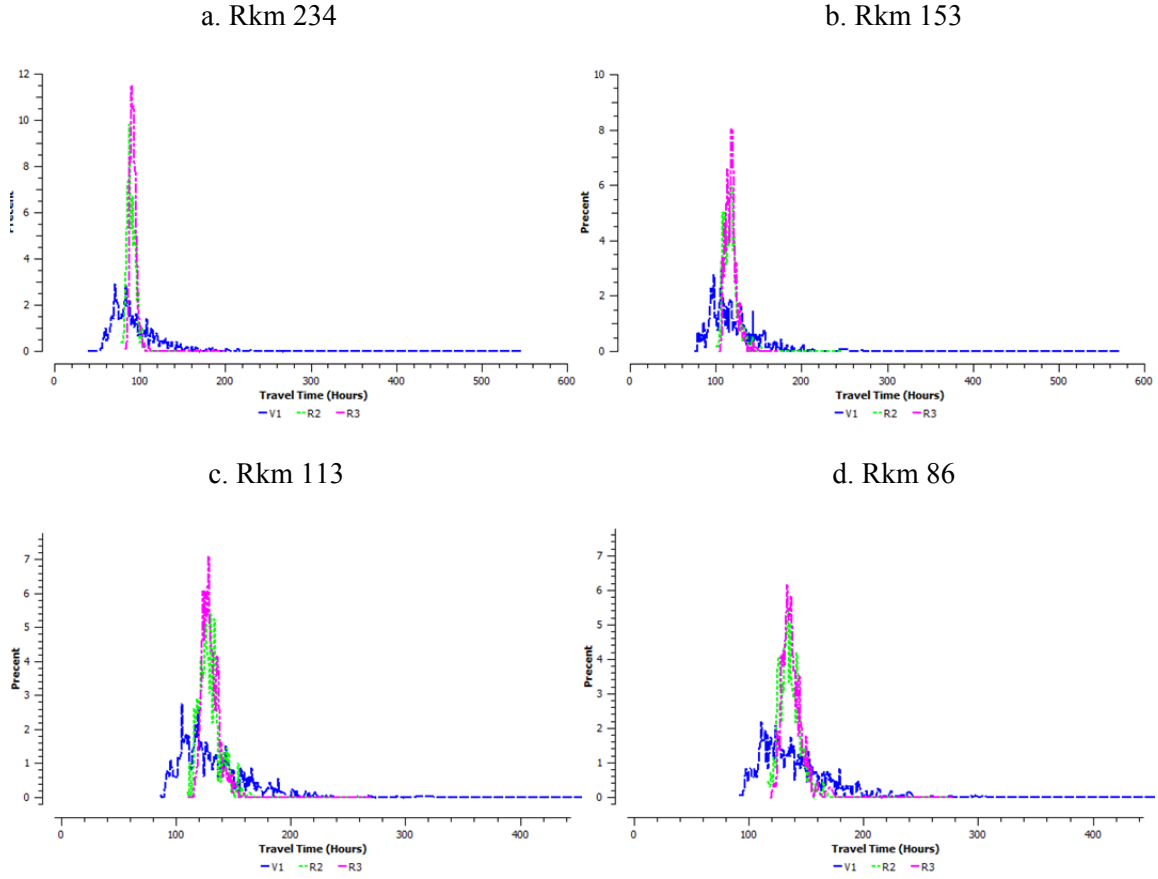 a. Rkm 234
12
10
8
6
4
2
0
Precent
0 100 200 300 400 500 600
Travel Time (Hours)
V1 R2 R3
b. Rkm 153
10
8
6
4
2
0
Precent
0 100 200 300 400 500 600
Travel Time (Hours)
V1 R2 R3
c. Rkm 113
7
6
5
4
3
2
1
0
Precent
0 100 200 300 400
Travel Time (Hours)
V1 R2 R3
d. Rkm 86
7
6
5
4
3
2
1
0
Precent
0 100 200 300 400
Travel Time (Hours)
V1 R2 R3